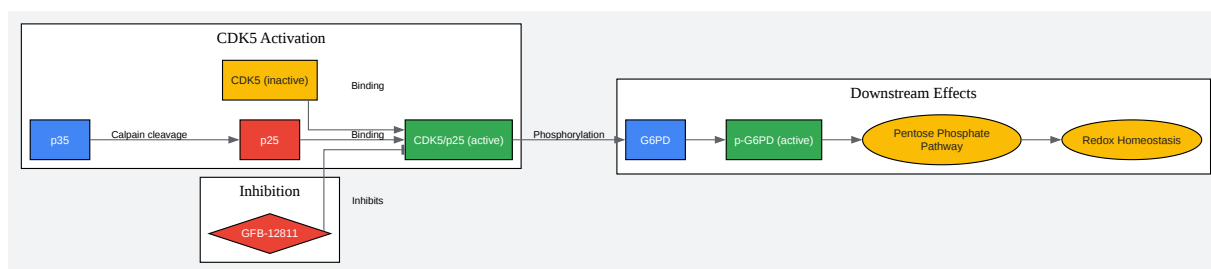 CDK5 Activation
CDK5 (inactive)
Binding
p35
Calpain cleavage
p25
Binding
CDK5/p25 (active)
Phosphorylation
Downstream Effects
G6PD
p-G6PD (active)
Pentose Phosphate
Pathway
Redox Homeostasis
Inhibition
Inhibits
GFB-12811